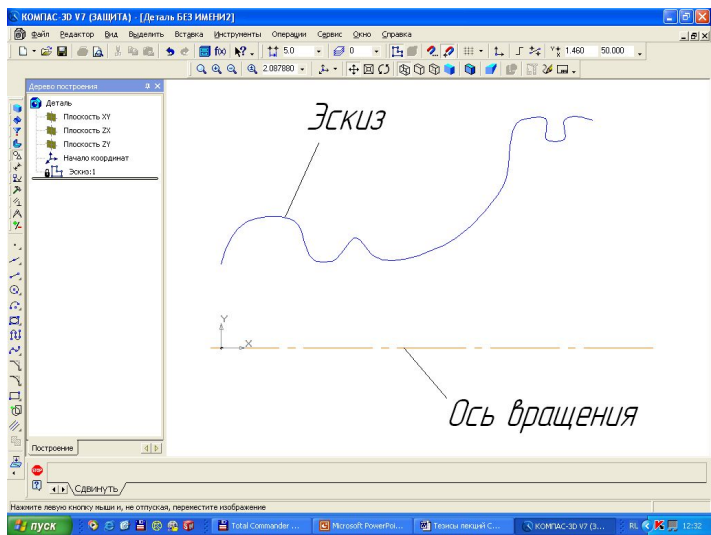 КОМПАС-3D V7 (ЗАЩИТА) - [Деталь БЕЗ ИМЕНИ2]
Файл Редактор Вид Выделить Вставка Инструменты Операции Сервис Окно Справка
5.0 0 1.460 50.000
2.087880
Дерево построения
Деталь
Плоскость XY
Плоскость ZX
Плоскость ZY
Начало координат
Эскиз:1
Эскиз
Y
X
Ось вращения
Построение
STOP
СДВИНУТЬ
Нажмите левую кнопку мыши и, не отпуская, переместите изображение
пуск Total Commander ... Microsoft PowerPoi... Тезисы лекций С... КОМПАС-3D V7 (З... RL 12:32